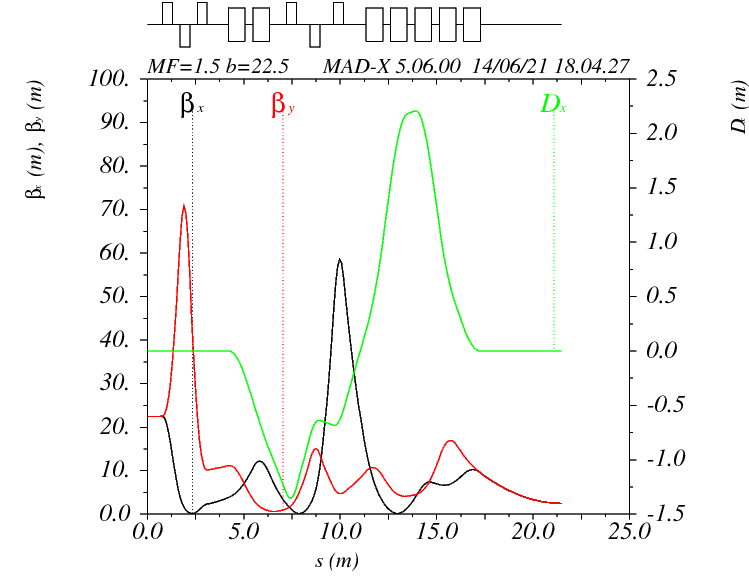 MF=1.5 b=22.5 MAD-X 5.06.00 14/06/21 18.04.27
βx
βy
Dx
100.
90.
80.
70.
60.
50.
40.
30.
20.
10.
0.0
2.5
2.0
1.5
1.0
0.5
0.0
-0.5
-1.0
-1.5
0.0 5.0 10.0 15.0 20.0 25.0
s (m)
βx (m), βy (m)
Dx (m)